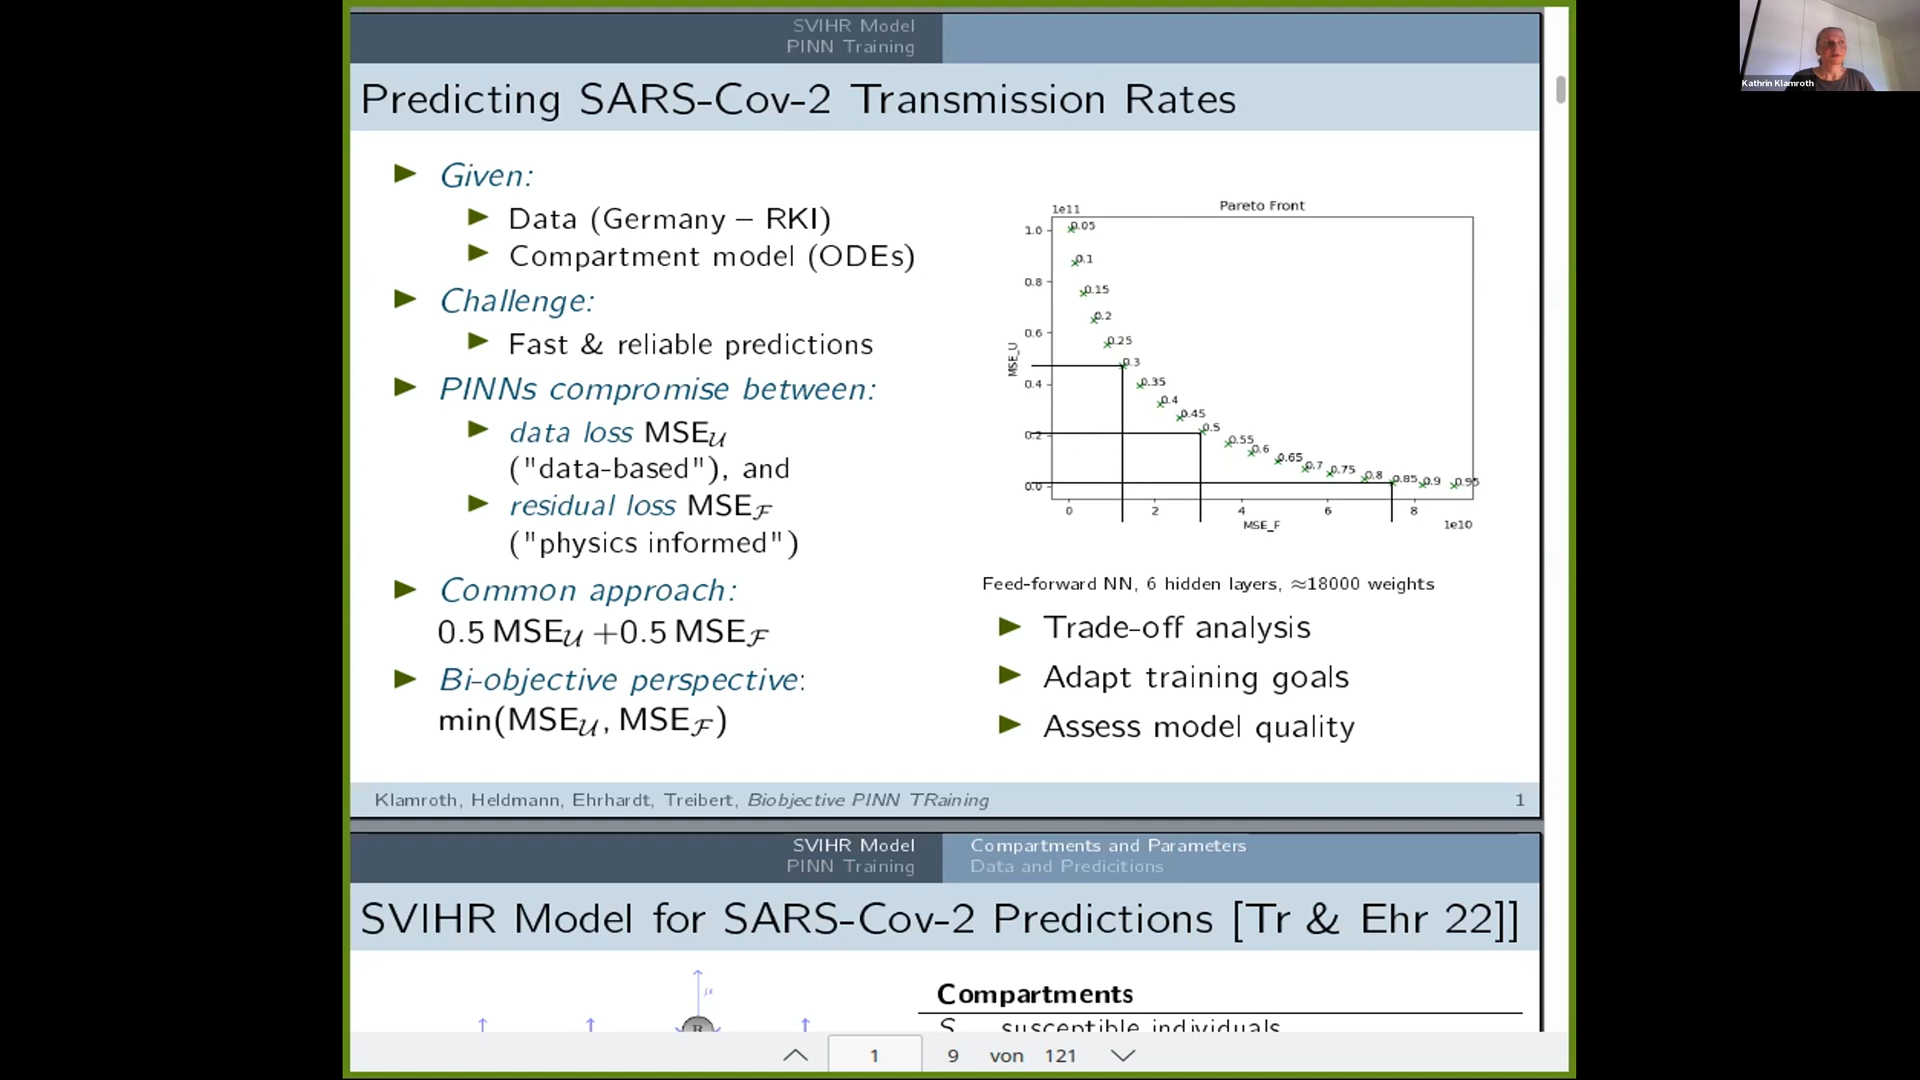 SVIHR Model
PINN Training
Predicting SARS-Cov-2 Transmission Rates
Given:
Data (Germany – RKI)
Compartment model (ODEs)
Challenge:
Fast & reliable predictions
PINNs compromise between:
data loss MSE𝒰
("data-based"), and
residual loss MSEℱ
("physics informed")
Common approach:
0.5 MSE𝒰 +0.5 MSEℱ
Bi-objective perspective:
min(MSE𝒰, MSEℱ)
Pareto Front
1e11
1.0
0.8
0.6
0.4
0.2
0.0
MSE_U
0.05
0.1
0.15
0.2
0.25
0.3
0.35
0.4
0.45
0.5
0.55
0.6
0.65
0.7
0.75
0.8
0.85
0.9
0.95
0 2 4 6 8
MSE_F
1e10
Feed-forward NN, 6 hidden layers, ≈18000 weights
Trade-off analysis
Adapt training goals
Assess model quality
Klamroth, Heldmann, Ehrhardt, Treibert, Biobjective PINN TRaining 1
SVIHR Model
PINN Training
Compartments and Parameters
Data and Predicitions
SVIHR Model for SARS-Cov-2 Predictions [Tr & Ehr 22]]
μ
R
Compartments
S susceptible individuals
1 9 von 121
Kathrin Klamroth